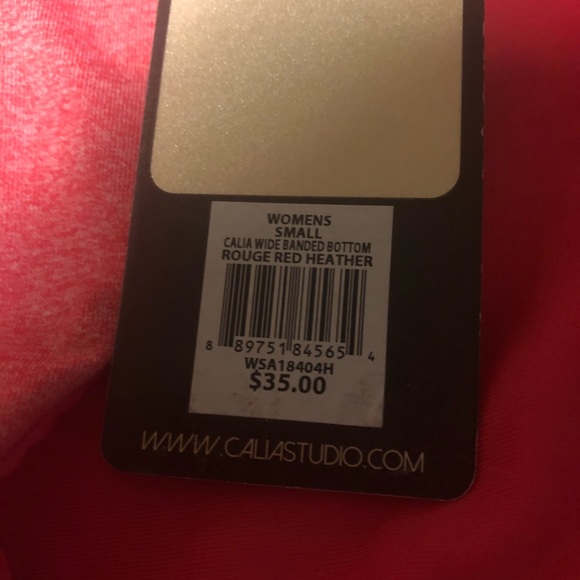 WOMENS
SMALL
CALIA WIDE BANDED BOTTOM
ROUGE RED HEATHER
8 89751 84565 4
WSA18404H
$35.00
WWW.CALIASTUDIO.COM